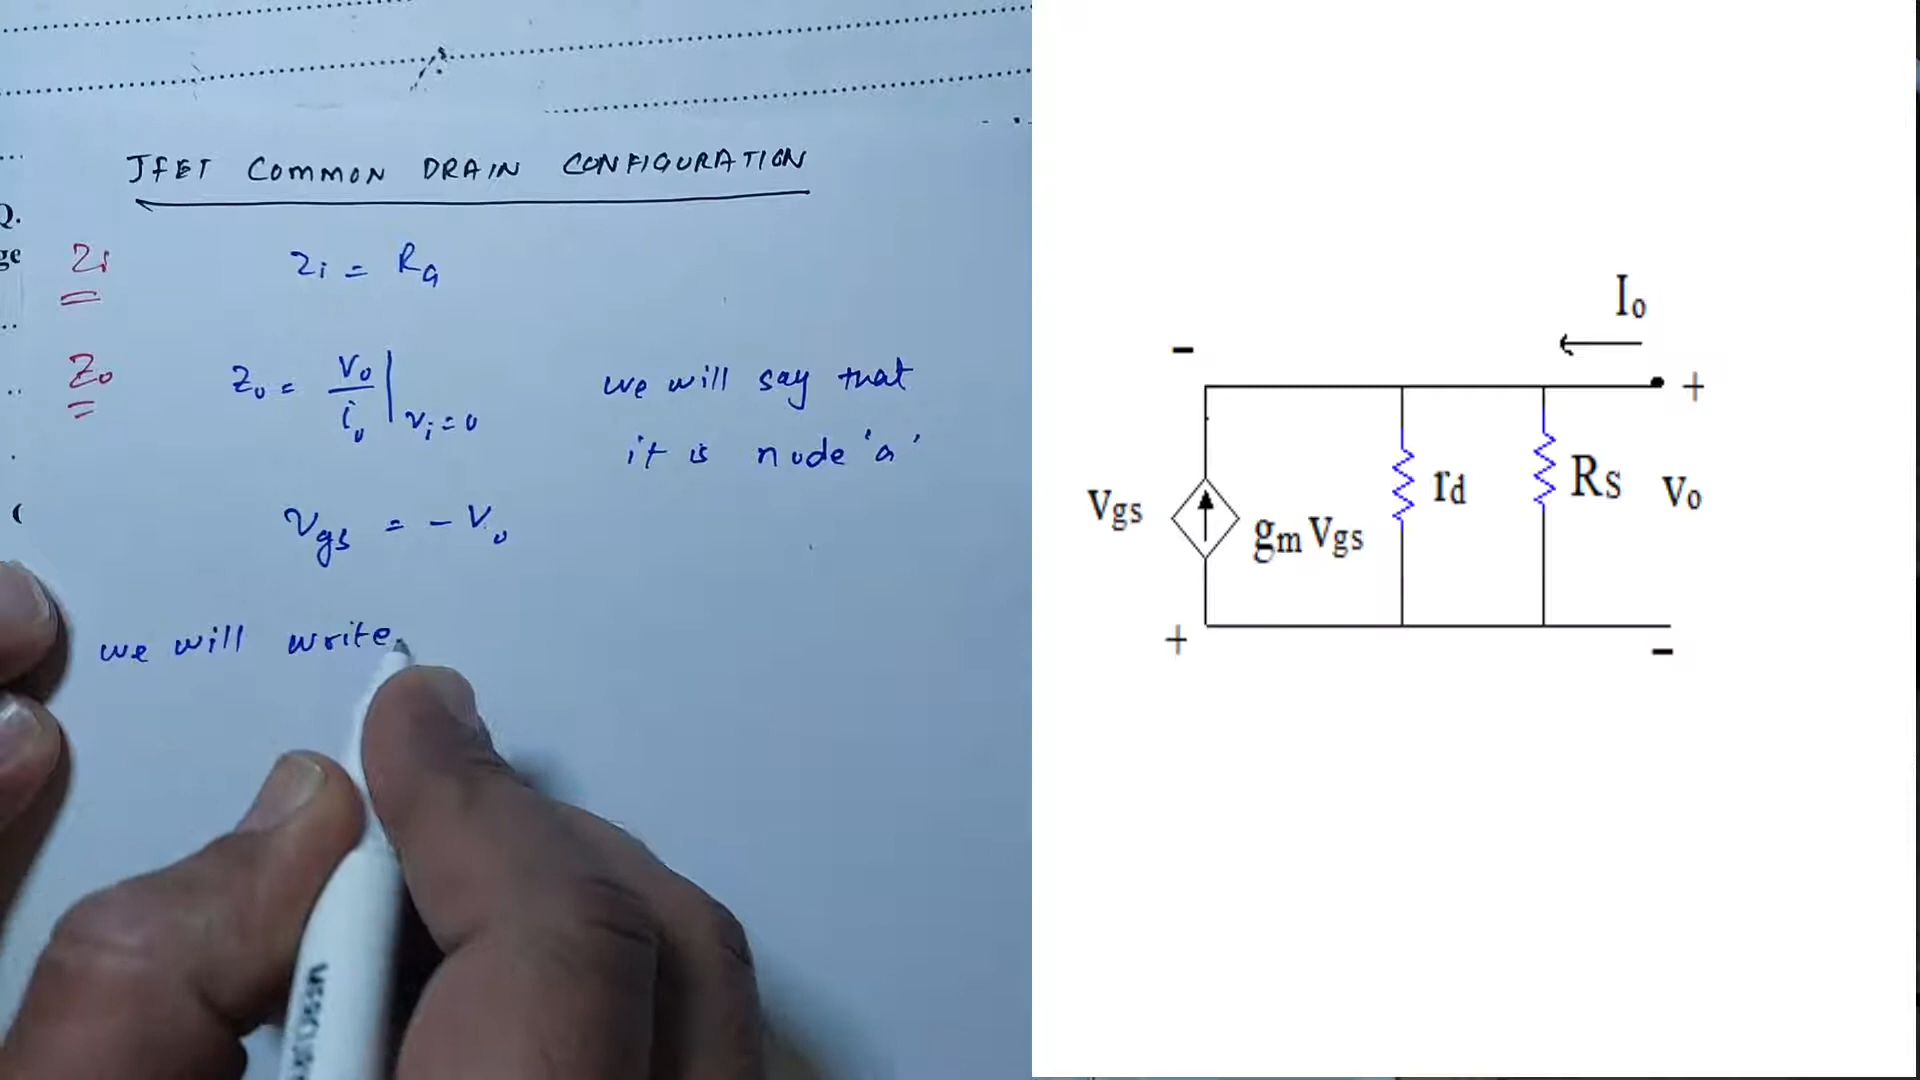 JFET COMMON DRAIN CONFIGURATION
Q.
ge
Zi
Zi = RG
Zo
Zo = Vo/io | vi=0
we will say that
it is node 'a'
Vgs = - Vo
we will write
Io
-
+
Vgs
gm Vgs
rd
Rs
Vo
+
-